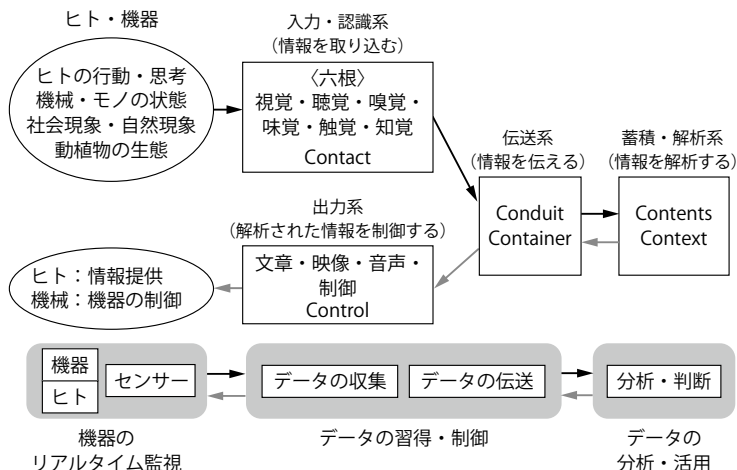 ヒト・機器
ヒトの行動・思考
機械・モノの状態
社会現象・自然現象
動植物の生態
入力・認識系
（情報を取り込む）
〈六根〉
視覚・聴覚・嗅覚・
味覚・触覚・知覚
Contact
伝送系
（情報を伝える）
Conduit
Container
蓄積・解析系
（情報を解析する）
Contents
Context
出力系
（解析された情報を制御する）
文章・映像・音声・
制御
Control
ヒト：情報提供
機械：機器の制御
機器
ヒト
センサー
データの収集
データの伝送
分析・判断
機器の
リアルタイム監視
データの習得・制御
データの
分析・活用